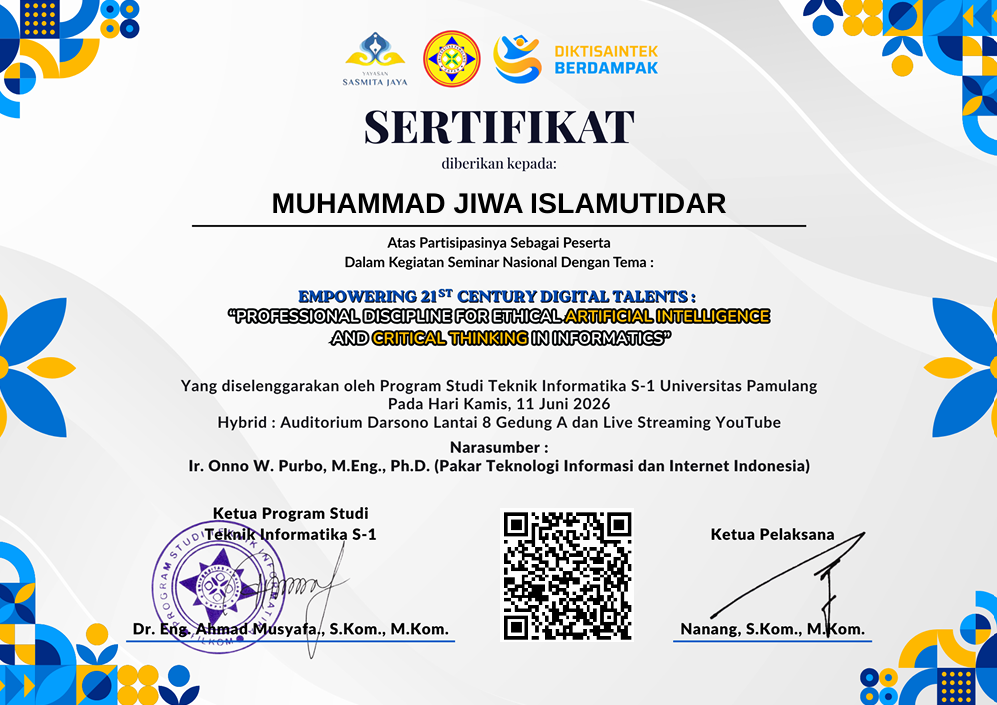 YAYASAN
SASMITA JAYA
DIKTISAINTEK
BERDAMPAK
SERTIFIKAT
diberikan kepada:
MUHAMMAD JIWA ISLAMUTIDAR
Atas Partisipasinya Sebagai Peserta
Dalam Kegiatan Seminar Nasional Dengan Tema :
EMPOWERING 21ST CENTURY DIGITAL TALENTS :
“PROFESSIONAL DISCIPLINE FOR ETHICAL ARTIFICIAL INTELLIGENCE
AND CRITICAL THINKING IN INFORMATICS”
Yang diselenggarakan oleh Program Studi Teknik Informatika S-1 Universitas Pamulang
Pada Hari Kamis, 11 Juni 2026
Hybrid : Auditorium Darsono Lantai 8 Gedung A dan Live Streaming YouTube
Narasumber :
Ir. Onno W. Purbo, M.Eng., Ph.D. (Pakar Teknologi Informasi dan Internet Indonesia)
Ketua Program Studi
Teknik Informatika S-1
PROGRAM STUDI TEKNIK INFORMATIKA
Dr. Eng. Ahmad Musyafa., S.Kom., M.Kom.
Ketua Pelaksana
Nanang, S.Kom., M.Kom.